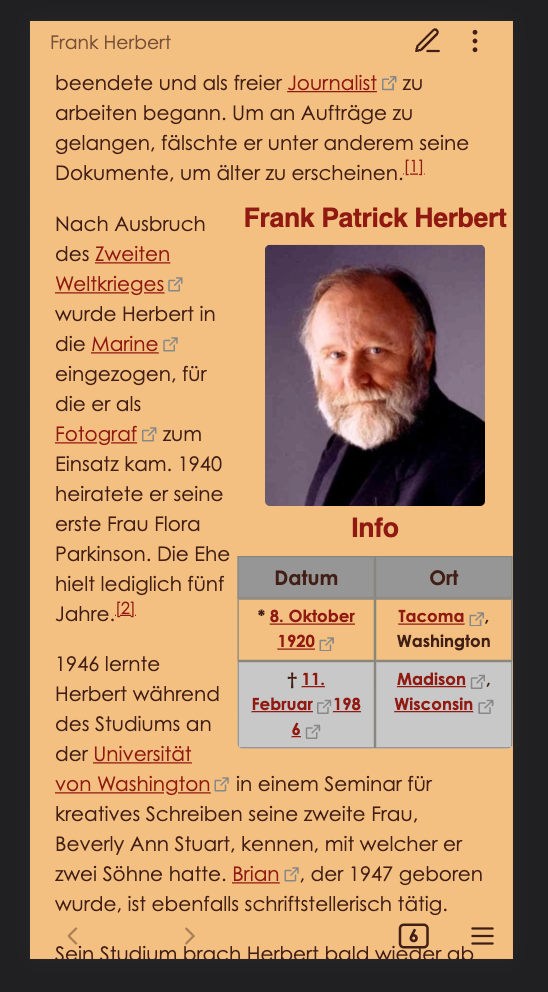 Frank Herbert
beendete und als freier Journalist zu
arbeiten begann. Um an Aufträge zu
gelangen, fälschte er unter anderem seine
Dokumente, um älter zu erscheinen.[1]
Nach Ausbruch
des Zweiten
Weltkrieges
wurde Herbert in
die Marine
eingezogen, für
die er als
Fotograf zum
Einsatz kam. 1940
heiratete er seine
erste Frau Flora
Parkinson. Die Ehe
hielt lediglich fünf
Jahre.[2]
Frank Patrick Herbert
Info
Datum Ort
* 8. Oktober
1920
Tacoma,
Washington
† 11.
Februar 198
6
Madison,
Wisconsin
1946 lernte
Herbert während
des Studiums an
der Universität
von Washington in einem Seminar für
kreatives Schreiben seine zweite Frau,
Beverly Ann Stuart, kennen, mit welcher er
zwei Söhne hatte. Brian, der 1947 geboren
wurde, ist ebenfalls schriftstellerisch tätig.
Sein Studium brach Herbert bald wieder ab
6